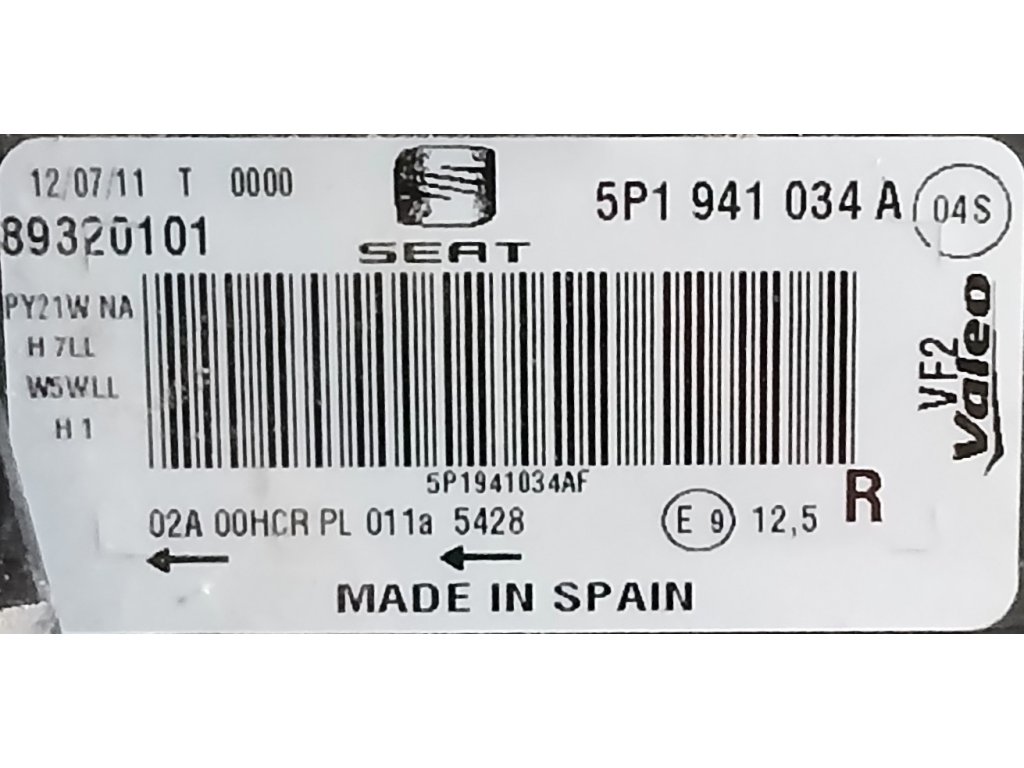 12/07/11 T 0000
89320101
SEAT
5P1 941 034 A
04S
PY21W NA
H 7LL
W5WLL
H 1
VF2
Valeo
5P1941034AF
R
02A 00HCR PL 011a 5428
E 9 12,5
MADE IN SPAIN